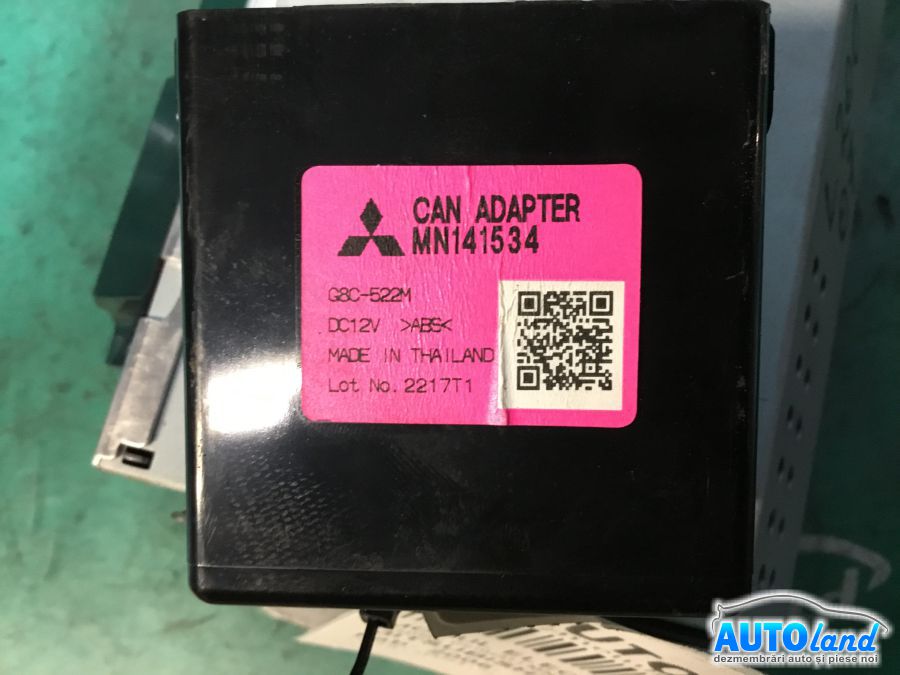 CAN ADAPTER
MN141534
G8C-522M
DC12V >ABS<
MADE IN THAILAND
Lot No. 2217T1
AUTOland
dezmembrări auto și piese noi